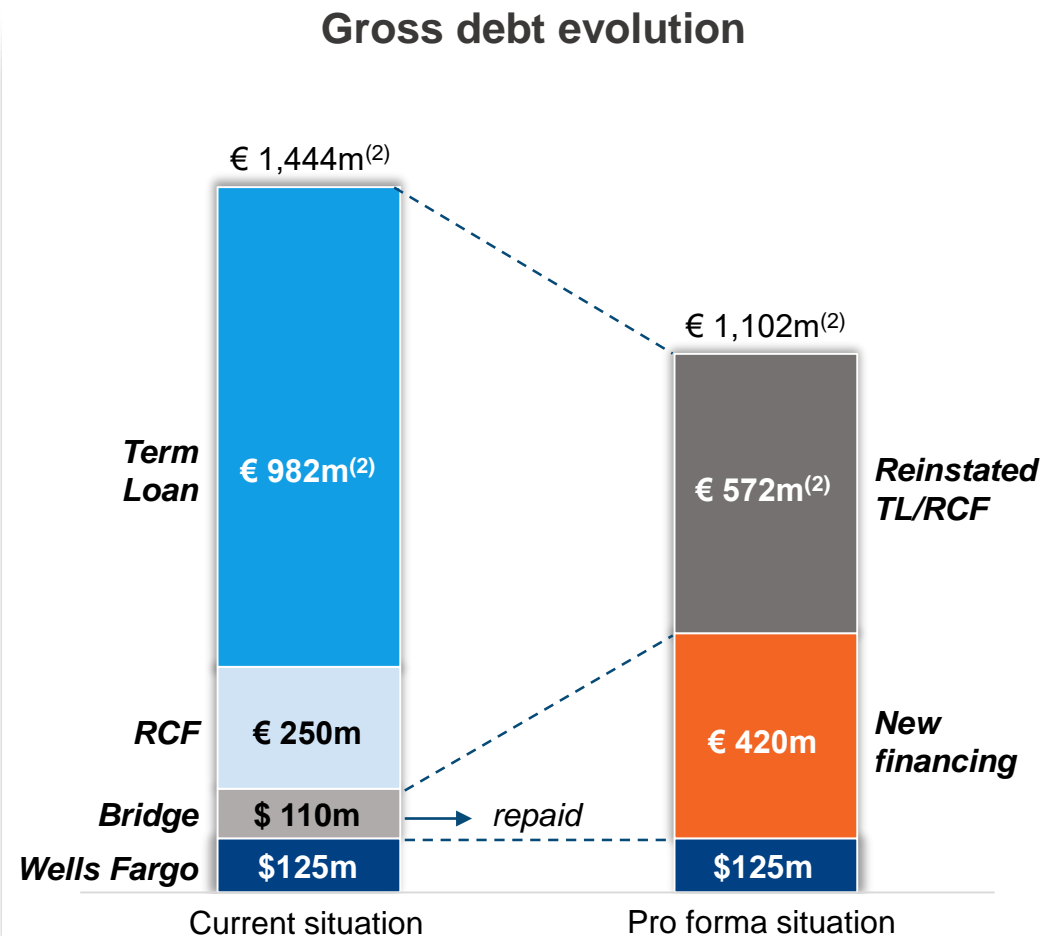 Gross debt evolution
€ 1,444m(2)
€ 1,102m(2)
Term
Loan
€ 982m(2)
€ 572m(2)
Reinstated
TL/RCF
RCF
€ 250m
€ 420m
New
financing
Bridge
$ 110m
repaid
Wells Fargo
$125m
$125m
Current situation
Pro forma situation